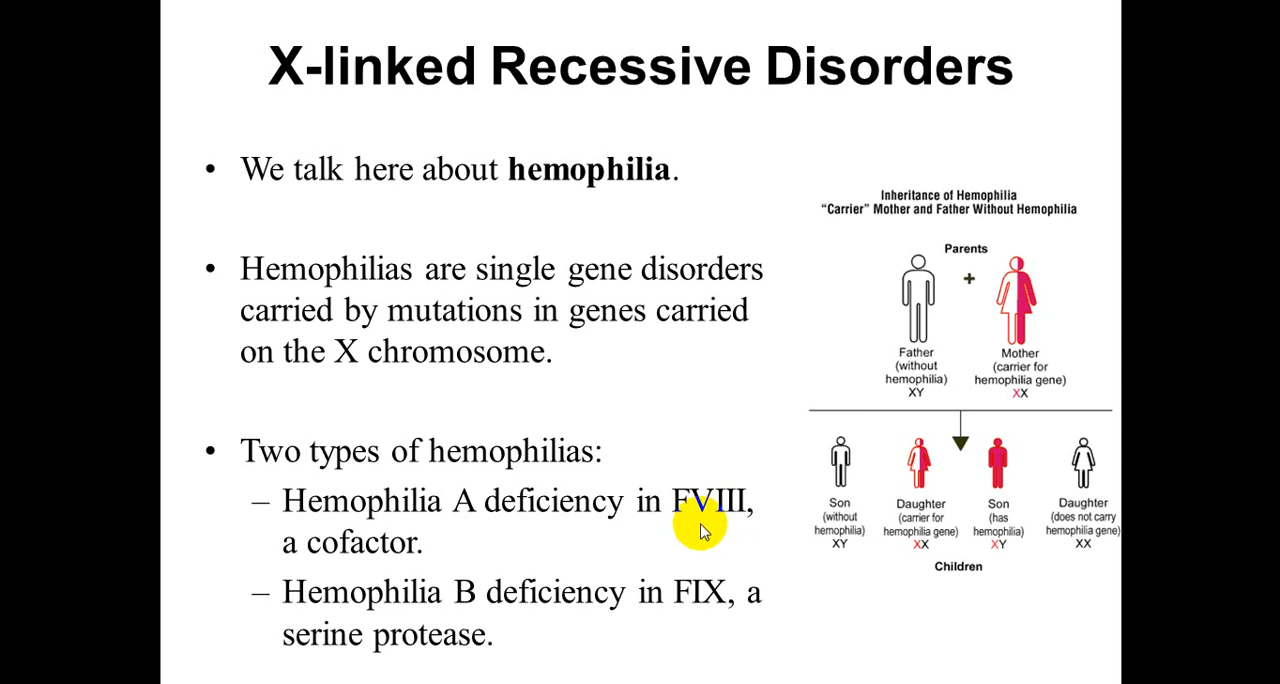 X-linked Recessive Disorders
• We talk here about hemophilia.
• Hemophilias are single gene disorders
carried by mutations in genes carried
on the X chromosome.
• Two types of hemophilias:
– Hemophilia A deficiency in FVIII,
a cofactor.
– Hemophilia B deficiency in FIX, a
serine protease.
Inheritance of Hemophilia
“Carrier” Mother and Father Without Hemophilia
Parents
+
Father
(without
hemophilia)
XY
Mother
(carrier for
hemophilia gene)
XX
Son
(without
hemophilia)
XY
Daughter
(carrier for
hemophilia gene)
XX
Son
(has
hemophilia)
XY
Daughter
(does not carry
hemophilia gene)
XX
Children